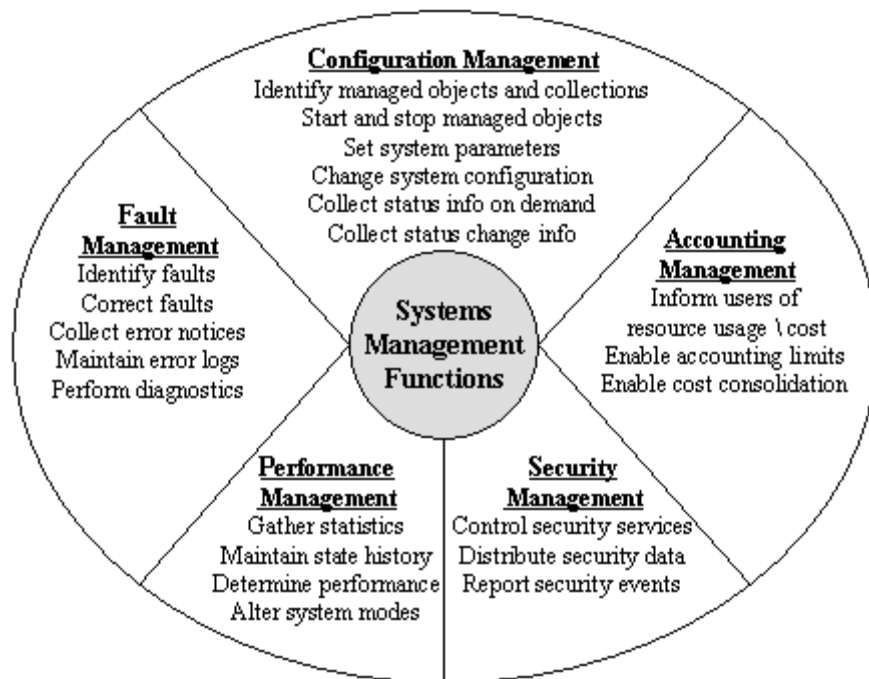 Configuration Management
Identify managed objects and collections
Start and stop managed objects
Set system parameters
Change system configuration
Collect status info on demand
Collect status change info
Fault
Management
Identify faults
Correct faults
Collect error notices
Maintain error logs
Perform diagnostics
Systems
Management
Functions
Accounting
Management
Inform users of
resource usage \ cost
Enable accounting limits
Enable cost consolidation
Performance
Management
Gather statistics
Maintain state history
Determine performance
Alter system modes
Security
Management
Control security services
Distribute security data
Report security events